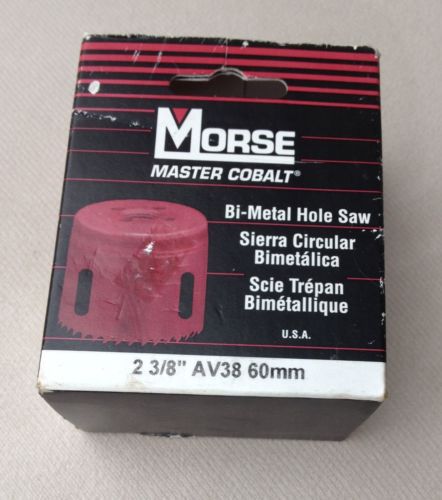 MORSE
MASTER COBALT®
Bi-Metal Hole Saw
Sierra Circular
Bimetálica
Scie Trépan
Bimétallique
U.S.A.
2 3/8" AV38 60mm